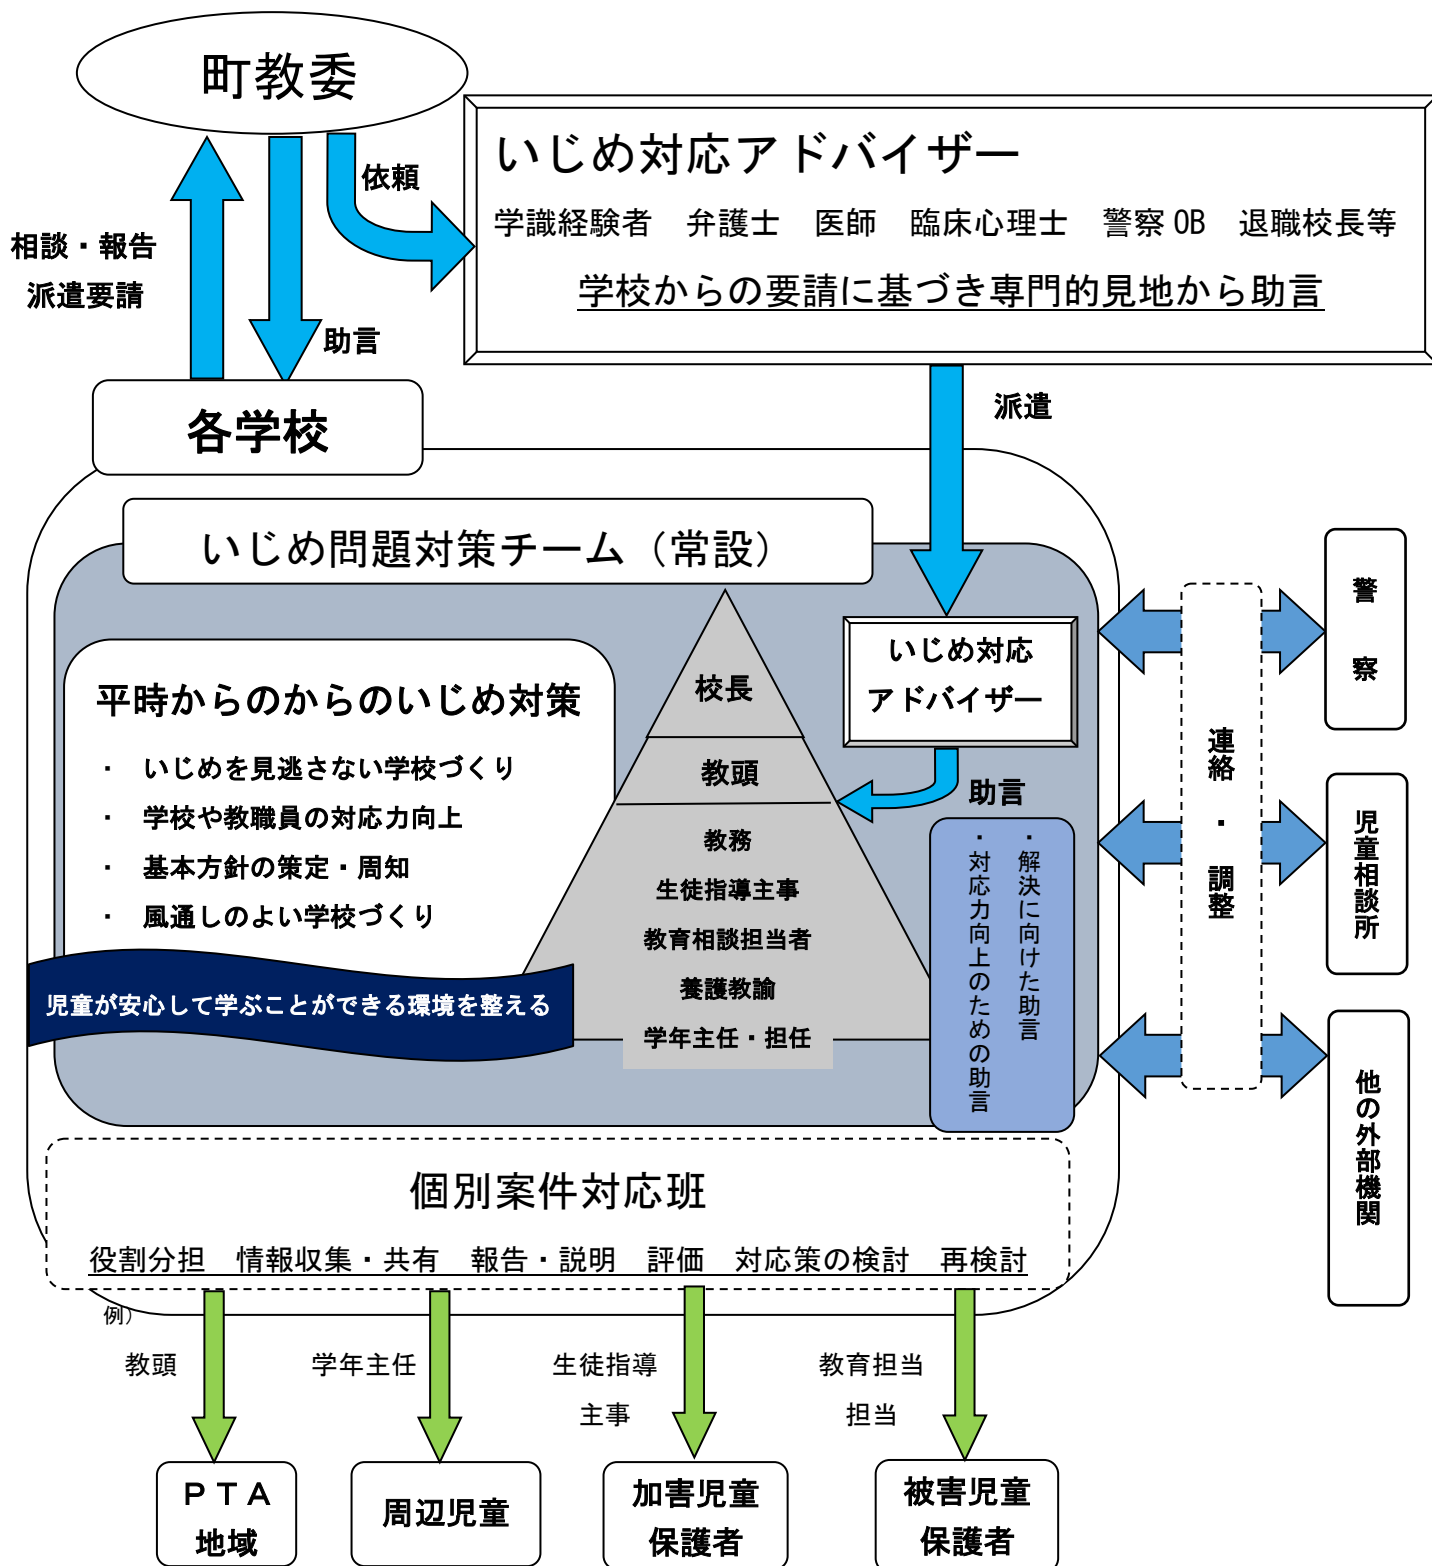 町教委
依頼
相談・報告
派遣要請
助言
いじめ対応アドバイザー
学識経験者　弁護士　医師　臨床心理士　警察OB　退職校長等
学校からの要請に基づき専門的見地から助言
派遣
各学校
いじめ問題対策チーム（常設）
平時からのからのいじめ対策
・　いじめを見逃さない学校づくり
・　学校や教職員の対応力向上
・　基本方針の策定・周知
・　風通しのよい学校づくり
児童が安心して学ぶことができる環境を整える
校長
教頭
教務
生徒指導主事
教育相談担当者
養護教諭
学年主任・担任
いじめ対応
アドバイザー
助言
・解決に向けた助言
・対応力向上のための助言
連絡・調整
警察
児童相談所
他の外部機関
個別案件対応班
役割分担　情報収集・共有　報告・説明　評価　対応策の検討　再検討
例）
教頭
学年主任
生徒指導
主事
教育担当
担当
ＰＴＡ
地域
周辺児童
加害児童
保護者
被害児童
保護者